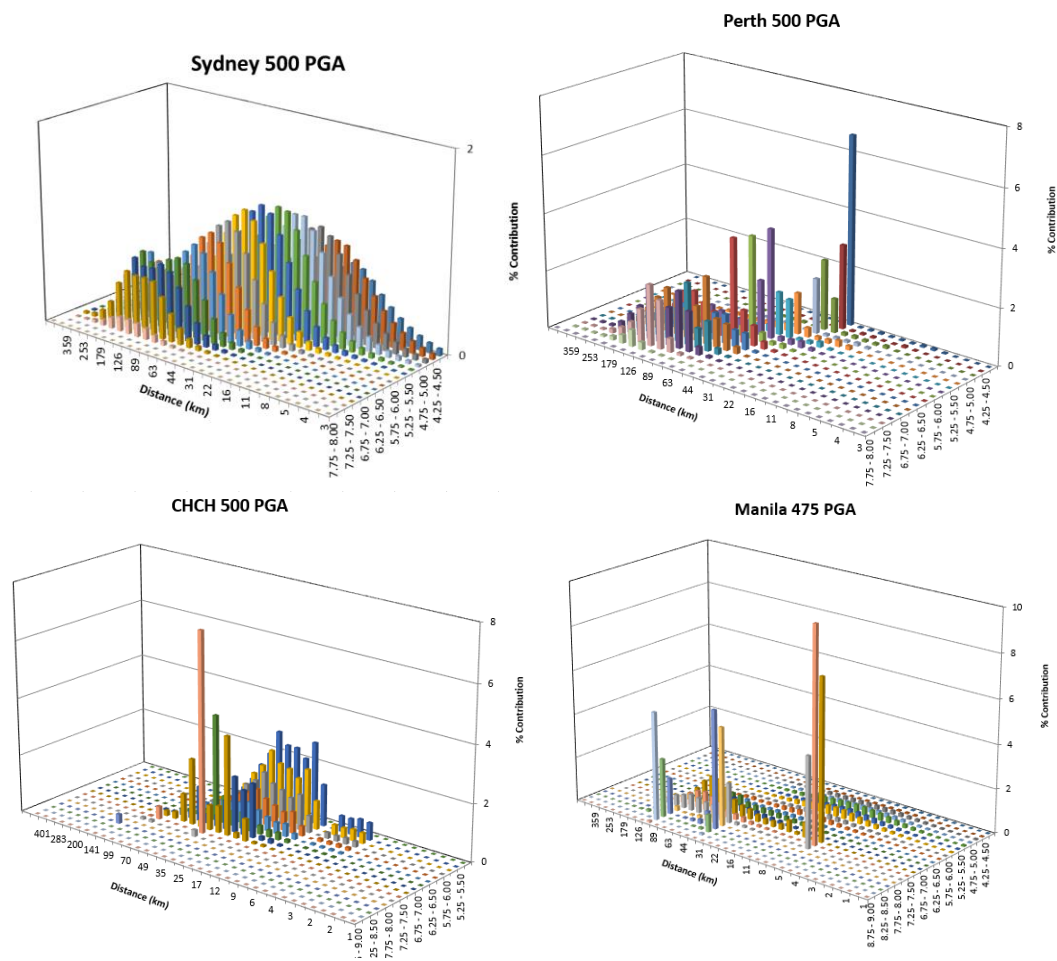 Sydney 500 PGA
2
0
% Contribution
359
253
179
126
89
63
44
31
22
16
11
8
5
4
3
Distance (km)
7.75 - 8.00
7.25 - 7.50
6.75 - 7.00
6.25 - 6.50
5.75 - 6.00
5.25 - 5.50
4.75 - 5.00
4.25 - 4.50
Perth 500 PGA
8
6
4
2
0
% Contribution
359
253
179
126
89
63
44
31
22
16
11
8
5
4
3
Distance (km)
7.75 - 8.00
7.25 - 7.50
6.75 - 7.00
6.25 - 6.50
5.75 - 6.00
5.25 - 5.50
4.75 - 5.00
4.25 - 4.50
CHCH 500 PGA
8
6
4
2
0
% Contribution
401
283
200
141
99
70
49
35
25
17
12
9
6
4
3
2
2
1
Distance (km)
- 9.00
25 - 8.50
7.75 - 8.00
7.25 - 7.50
6.75 - 7.00
6.25 - 6.50
5.75 - 6.00
5.25 - 5.50
Manila 475 PGA
10
8
6
4
2
0
% Contribution
359
253
179
126
89
63
44
31
22
16
11
8
5
4
3
2
1
1
Distance (km)
8.75 - 9.00
8.25 - 8.50
7.75 - 8.00
7.25 - 7.50
6.75 - 7.00
6.25 - 6.50
5.75 - 6.00
5.25 - 5.50
4.75 - 5.00
4.25 - 4.50